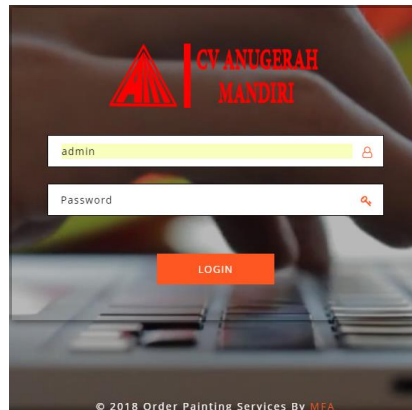 CV ANUGERAH
MANDIRI
admin
Password
LOGIN
© 2018 Order Painting Services By MFA